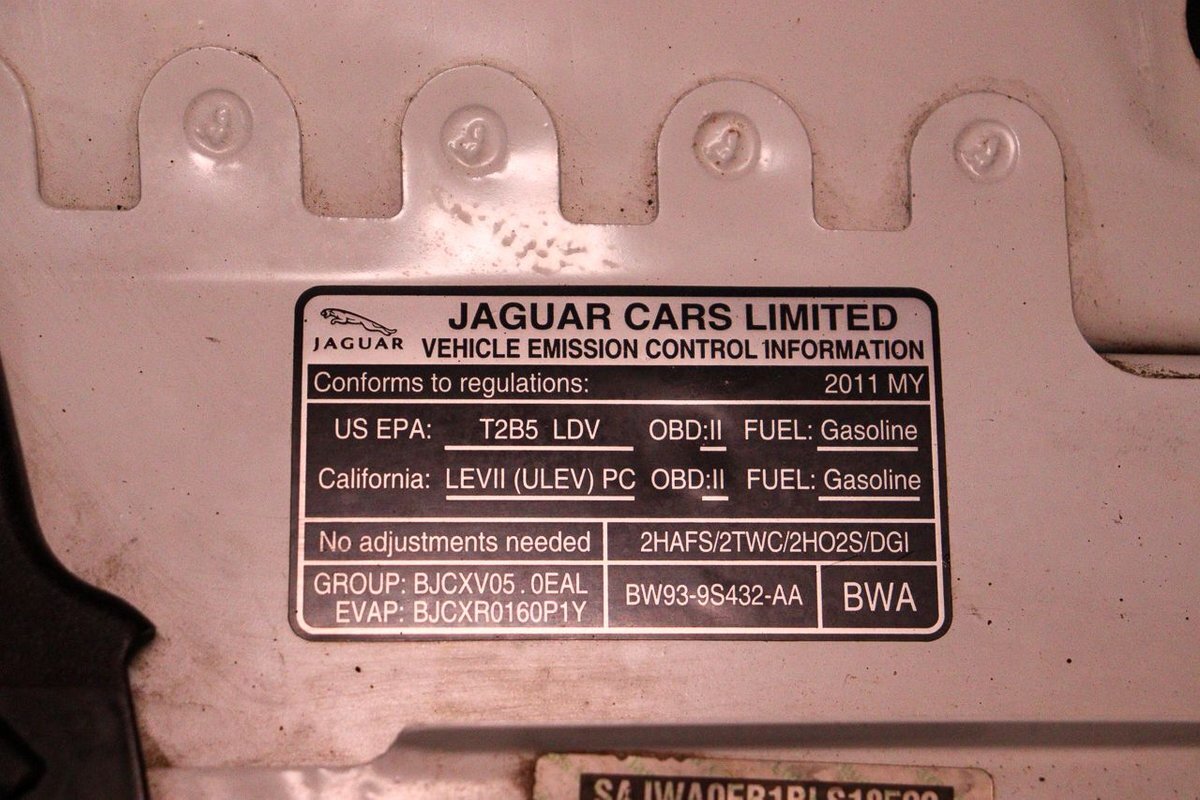 JAGUAR
JAGUAR CARS LIMITED
VEHICLE EMISSION CONTROL INFORMATION
Conforms to regulations: 2011 MY
US EPA: T2B5 LDV OBD:II FUEL: Gasoline
California: LEVII (ULEV) PC OBD:II FUEL: Gasoline
No adjustments needed 2HAFS/2TWC/2HO2S/DGI
GROUP: BJCXV05.0EAL
EVAP: BJCXR0160P1Y
BW93-9S432-AA BWA